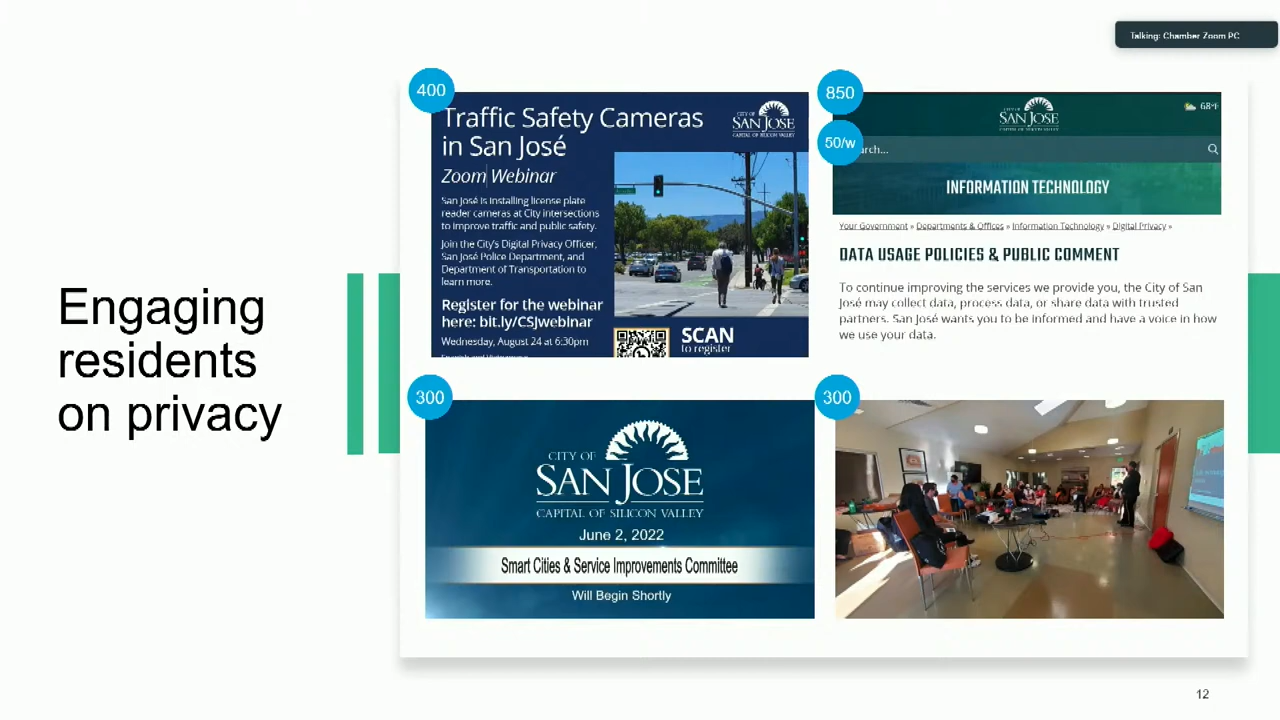 Talking: Chamber Zoom PC
Engaging
residents
on privacy
400
Traffic Safety Cameras
in San José
Zoom Webinar
San José is installing license plate
reader cameras at City intersections
to improve traffic and public safety.
Join the City's Digital Privacy Officer,
San José Police Department, and
Department of Transportation to
learn more.
Register for the webinar
here: bit.ly/CSJwebinar
Wednesday, August 24 at 6:30pm
CITY OF
SAN JOSE
CAPITAL OF SILICON VALLEY
SCAN
to register
850
50/w
CITY OF
SAN JOSE
CAPITAL OF SILICON VALLEY
68°F
arch...
INFORMATION TECHNOLOGY
Your Government » Departments & Offices » Information Technology » Digital Privacy »
DATA USAGE POLICIES & PUBLIC COMMENT
To continue improving the services we provide you, the City of San
José may collect data, process data, or share data with trusted
partners. San José wants you to be informed and have a voice in how
we use your data.
300
CITY OF
SAN JOSE
CAPITAL OF SILICON VALLEY
June 2, 2022
Smart Cities & Service Improvements Committee
Will Begin Shortly
300
12